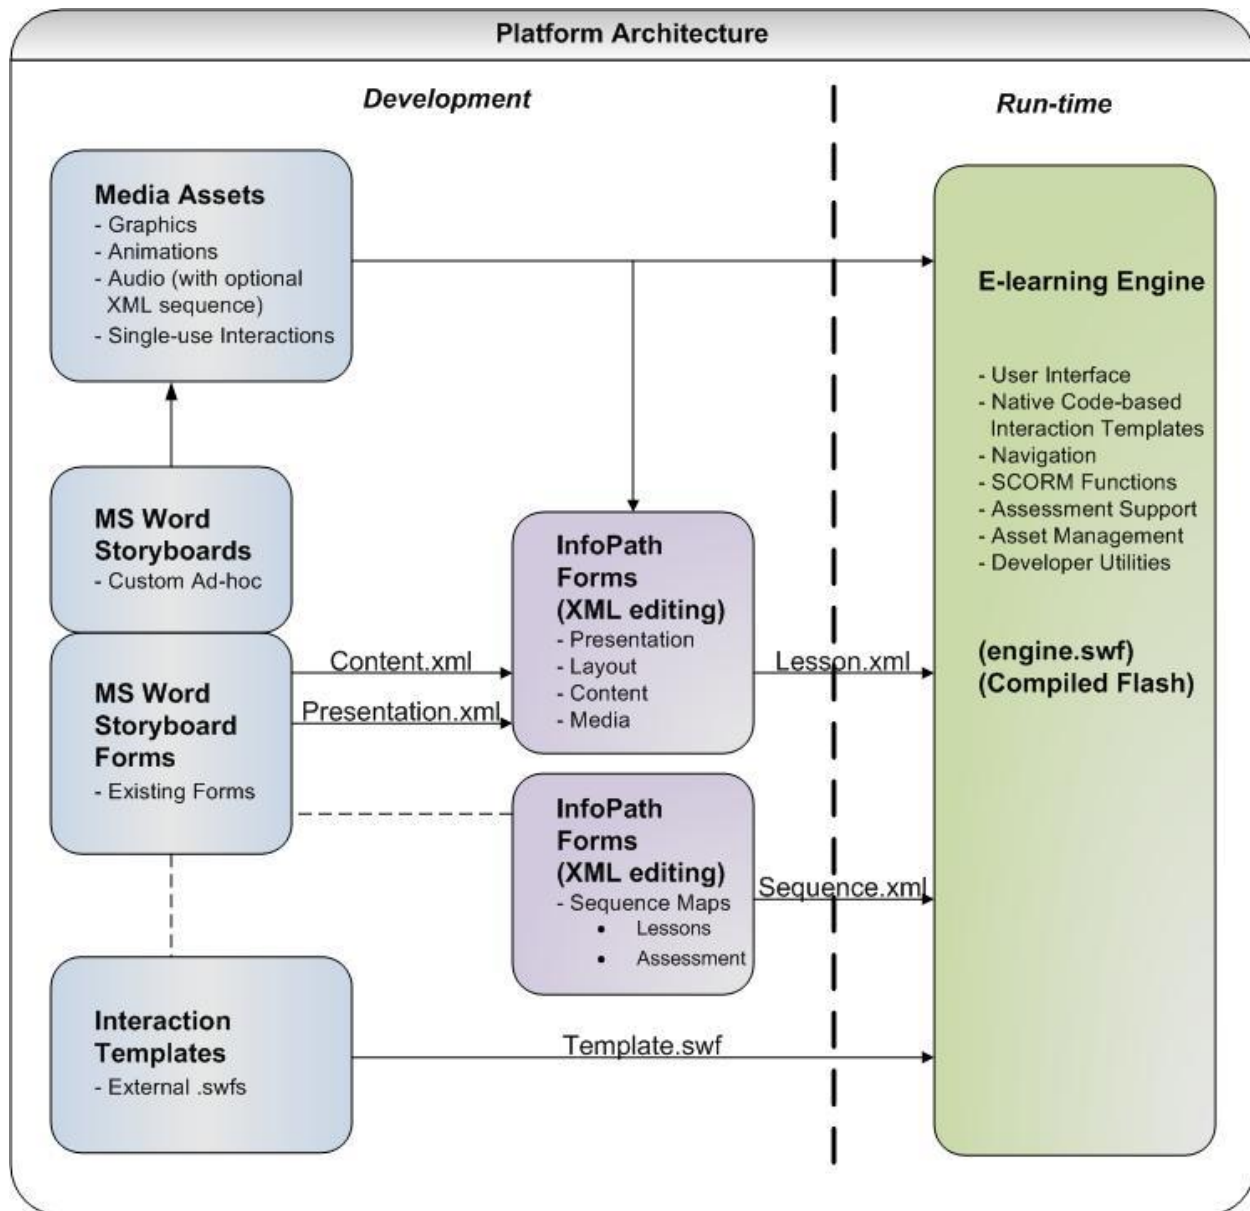 Platform Architecture
Development
Run-time
Media Assets
- Graphics
- Animations
- Audio (with optional
XML sequence)
- Single-use Interactions
MS Word
Storyboards
- Custom Ad-hoc
MS Word
Storyboard
Forms
- Existing Forms
Content.xml
Presentation.xml
InfoPath
Forms
(XML editing)
- Presentation
- Layout
- Content
- Media
Lesson.xml
InfoPath
Forms
(XML editing)
- Sequence Maps
• Lessons
• Assessment
Sequence.xml
Interaction
Templates
- External .swfs
Template.swf
E-learning Engine
- User Interface
- Native Code-based
Interaction Templates
- Navigation
- SCORM Functions
- Assessment Support
- Asset Management
- Developer Utilities
(engine.swf)
(Compiled Flash)